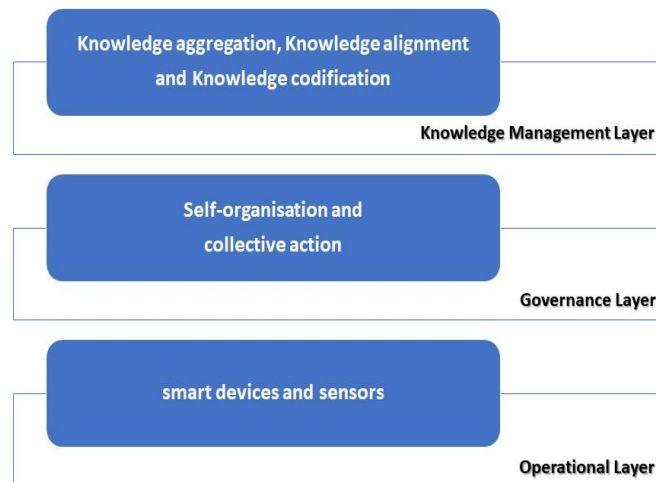 Knowledge aggregation, Knowledge alignment
and Knowledge codification
Knowledge Management Layer
Self-organisation and
collective action
Governance Layer
smart devices and sensors
Operational Layer